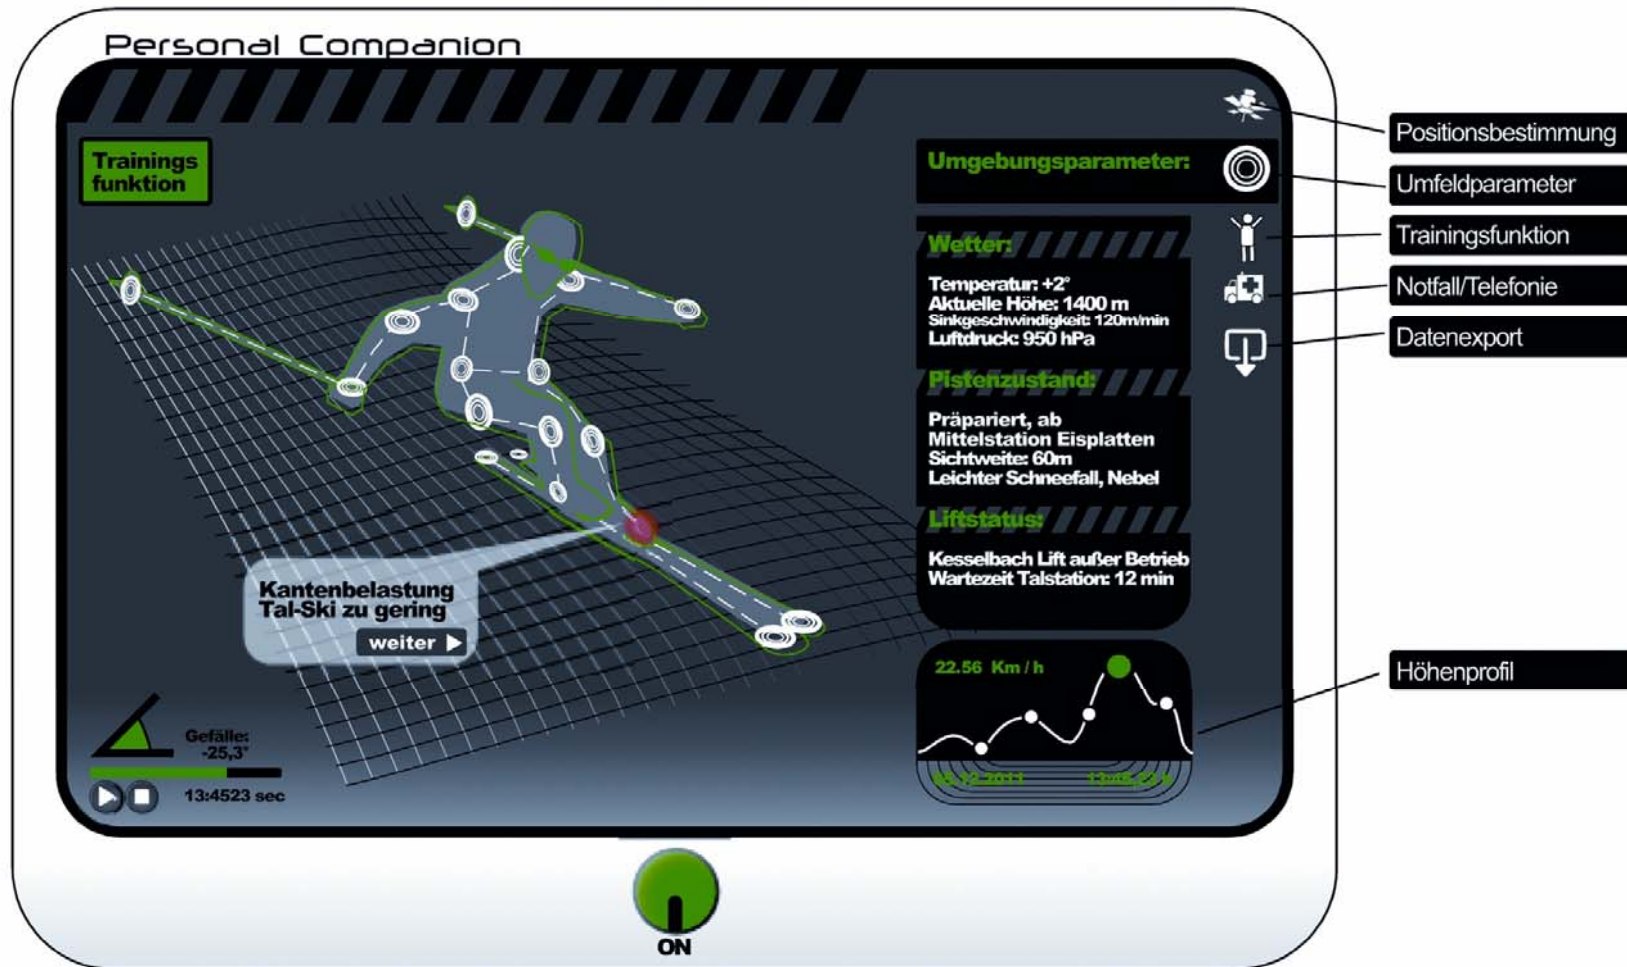 Personal Companion
Trainings
funktion
Umgebungsparameter:
Wetter:
Temperatur: +2°
Aktuelle Höhe: 1400 m
Sinkgeschwindigkeit: 120m/min
Luftdruck: 950 hPa
Pistenzustand:
Präpariert, ab
Mittelstation Eisplatten
Sichtweite: 60m
Leichter Schneefall, Nebel
Liftstatus:
Kesselbach Lift außer Betrieb
Wartezeit Talstation: 12 min
Kantenbelastung
Tal-Ski zu gering
weiter
22.56 Km / h
Gefälle:
-25,3°
13:4523 sec
ON
Positionsbestimmung
Umfeldparameter
Trainingsfunktion
Notfall/Telefonie
Datenexport
Höhenprofil